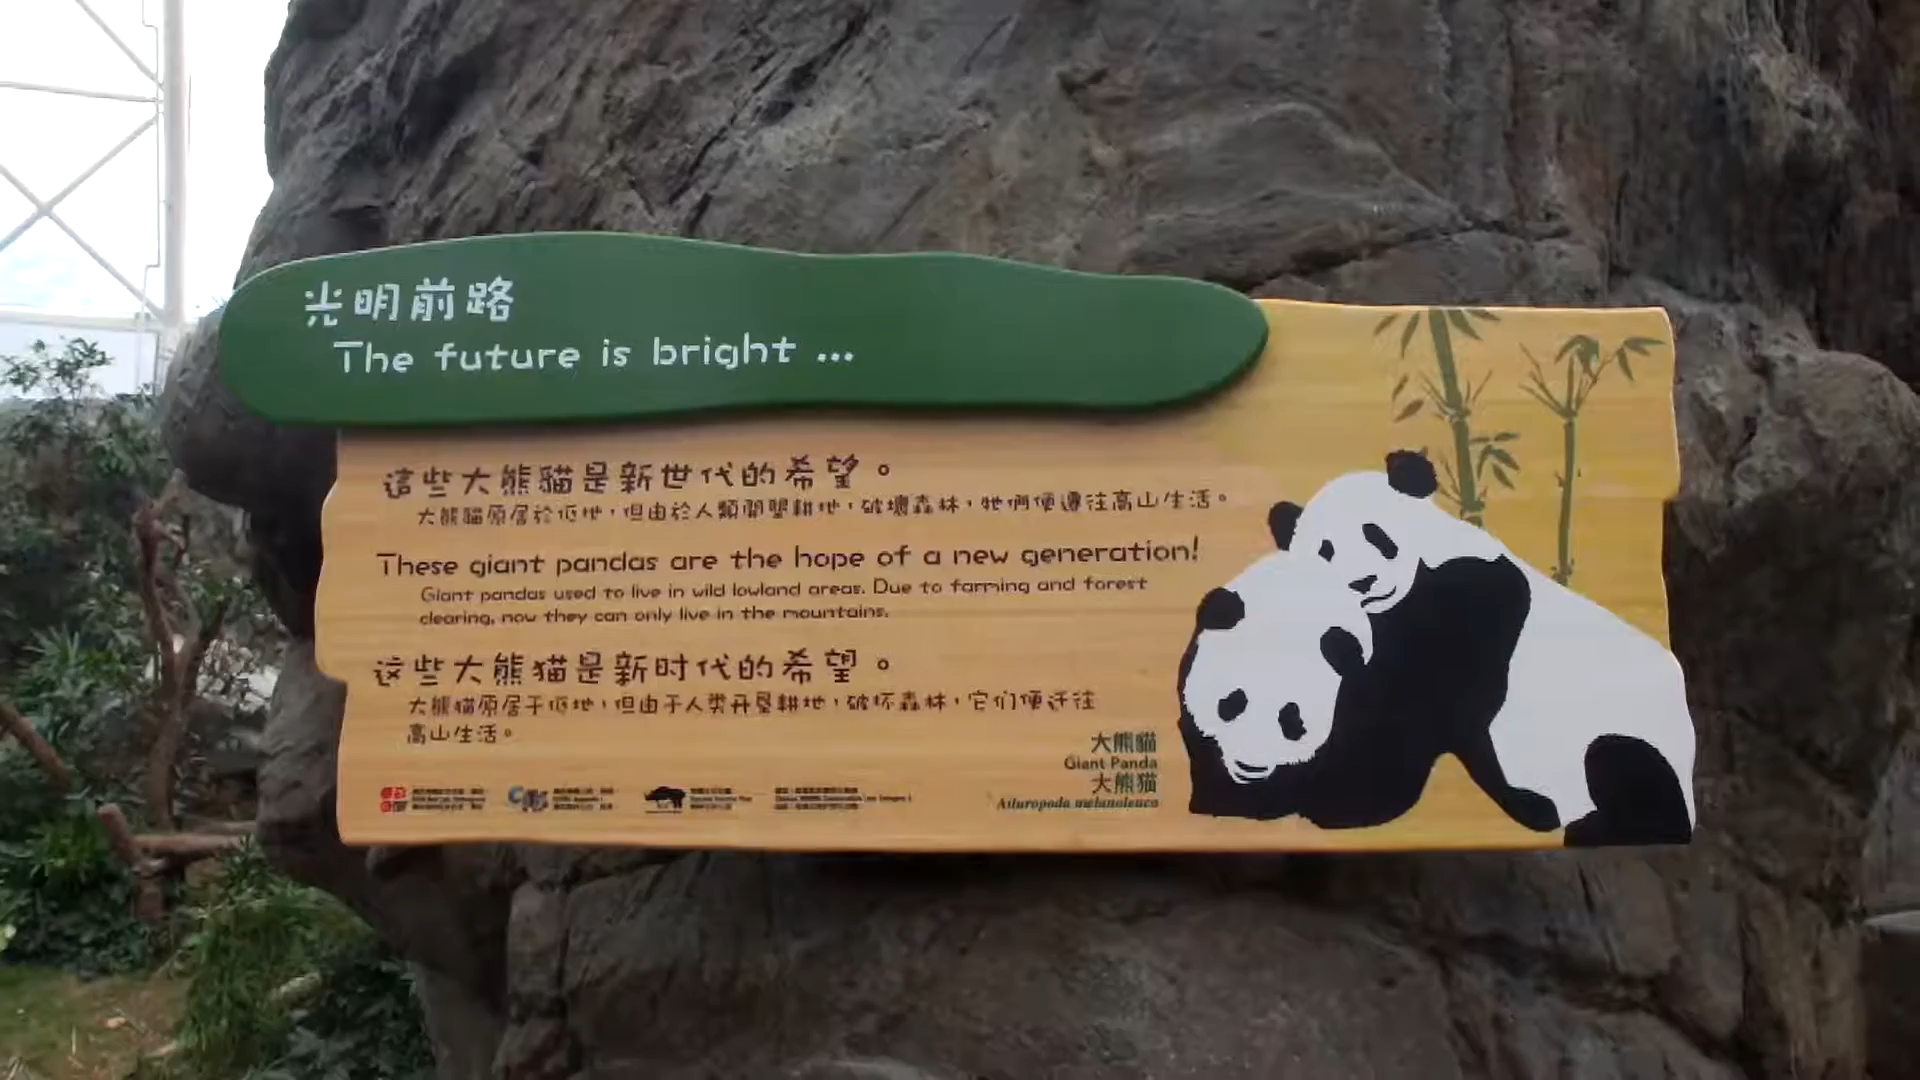 光明前路
The future is bright ...
這些大熊貓是新世代的希望。
大熊貓原居於低地，但由於人類開墾耕地，破壞森林，牠們便遷往高山生活。
These giant pandas are the hope of a new generation!
Giant pandas used to live in wild lowland areas. Due to farming and forest
clearing, now they can only live in the mountains.
这些大熊猫是新时代的希望。
大熊猫原居于低地，但由于人类开垦耕地，破坏森林，它们便迁往
高山生活。
大熊貓
Giant Panda
大熊猫
Ailuropoda melanoleuca